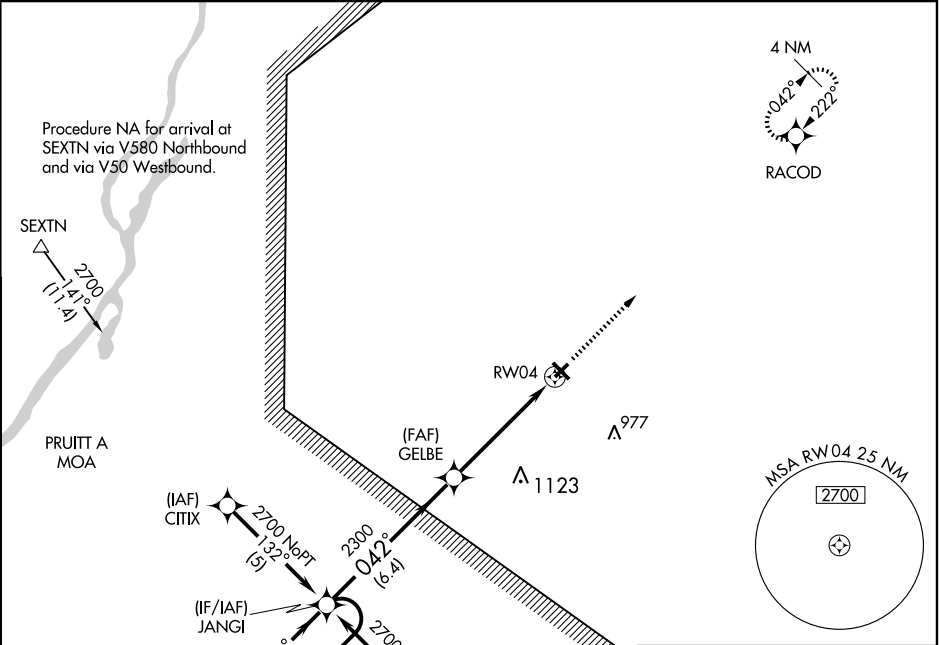 4 NM
042°
222°
RACOD
Procedure NA for arrival at
SEXTN via V580 Northbound
and via V50 Westbound.
SEXTN
2700
141°
(11.4)
RW04
977
(FAF)
GELBE
1123
PRUITT A
MOA
MSA RW04 25 NM
2700
(IAF)
CITIX
2700 NoPT
132°
(5)
2300
042°
(6.4)
(IF/IAF)
JANGI
2700